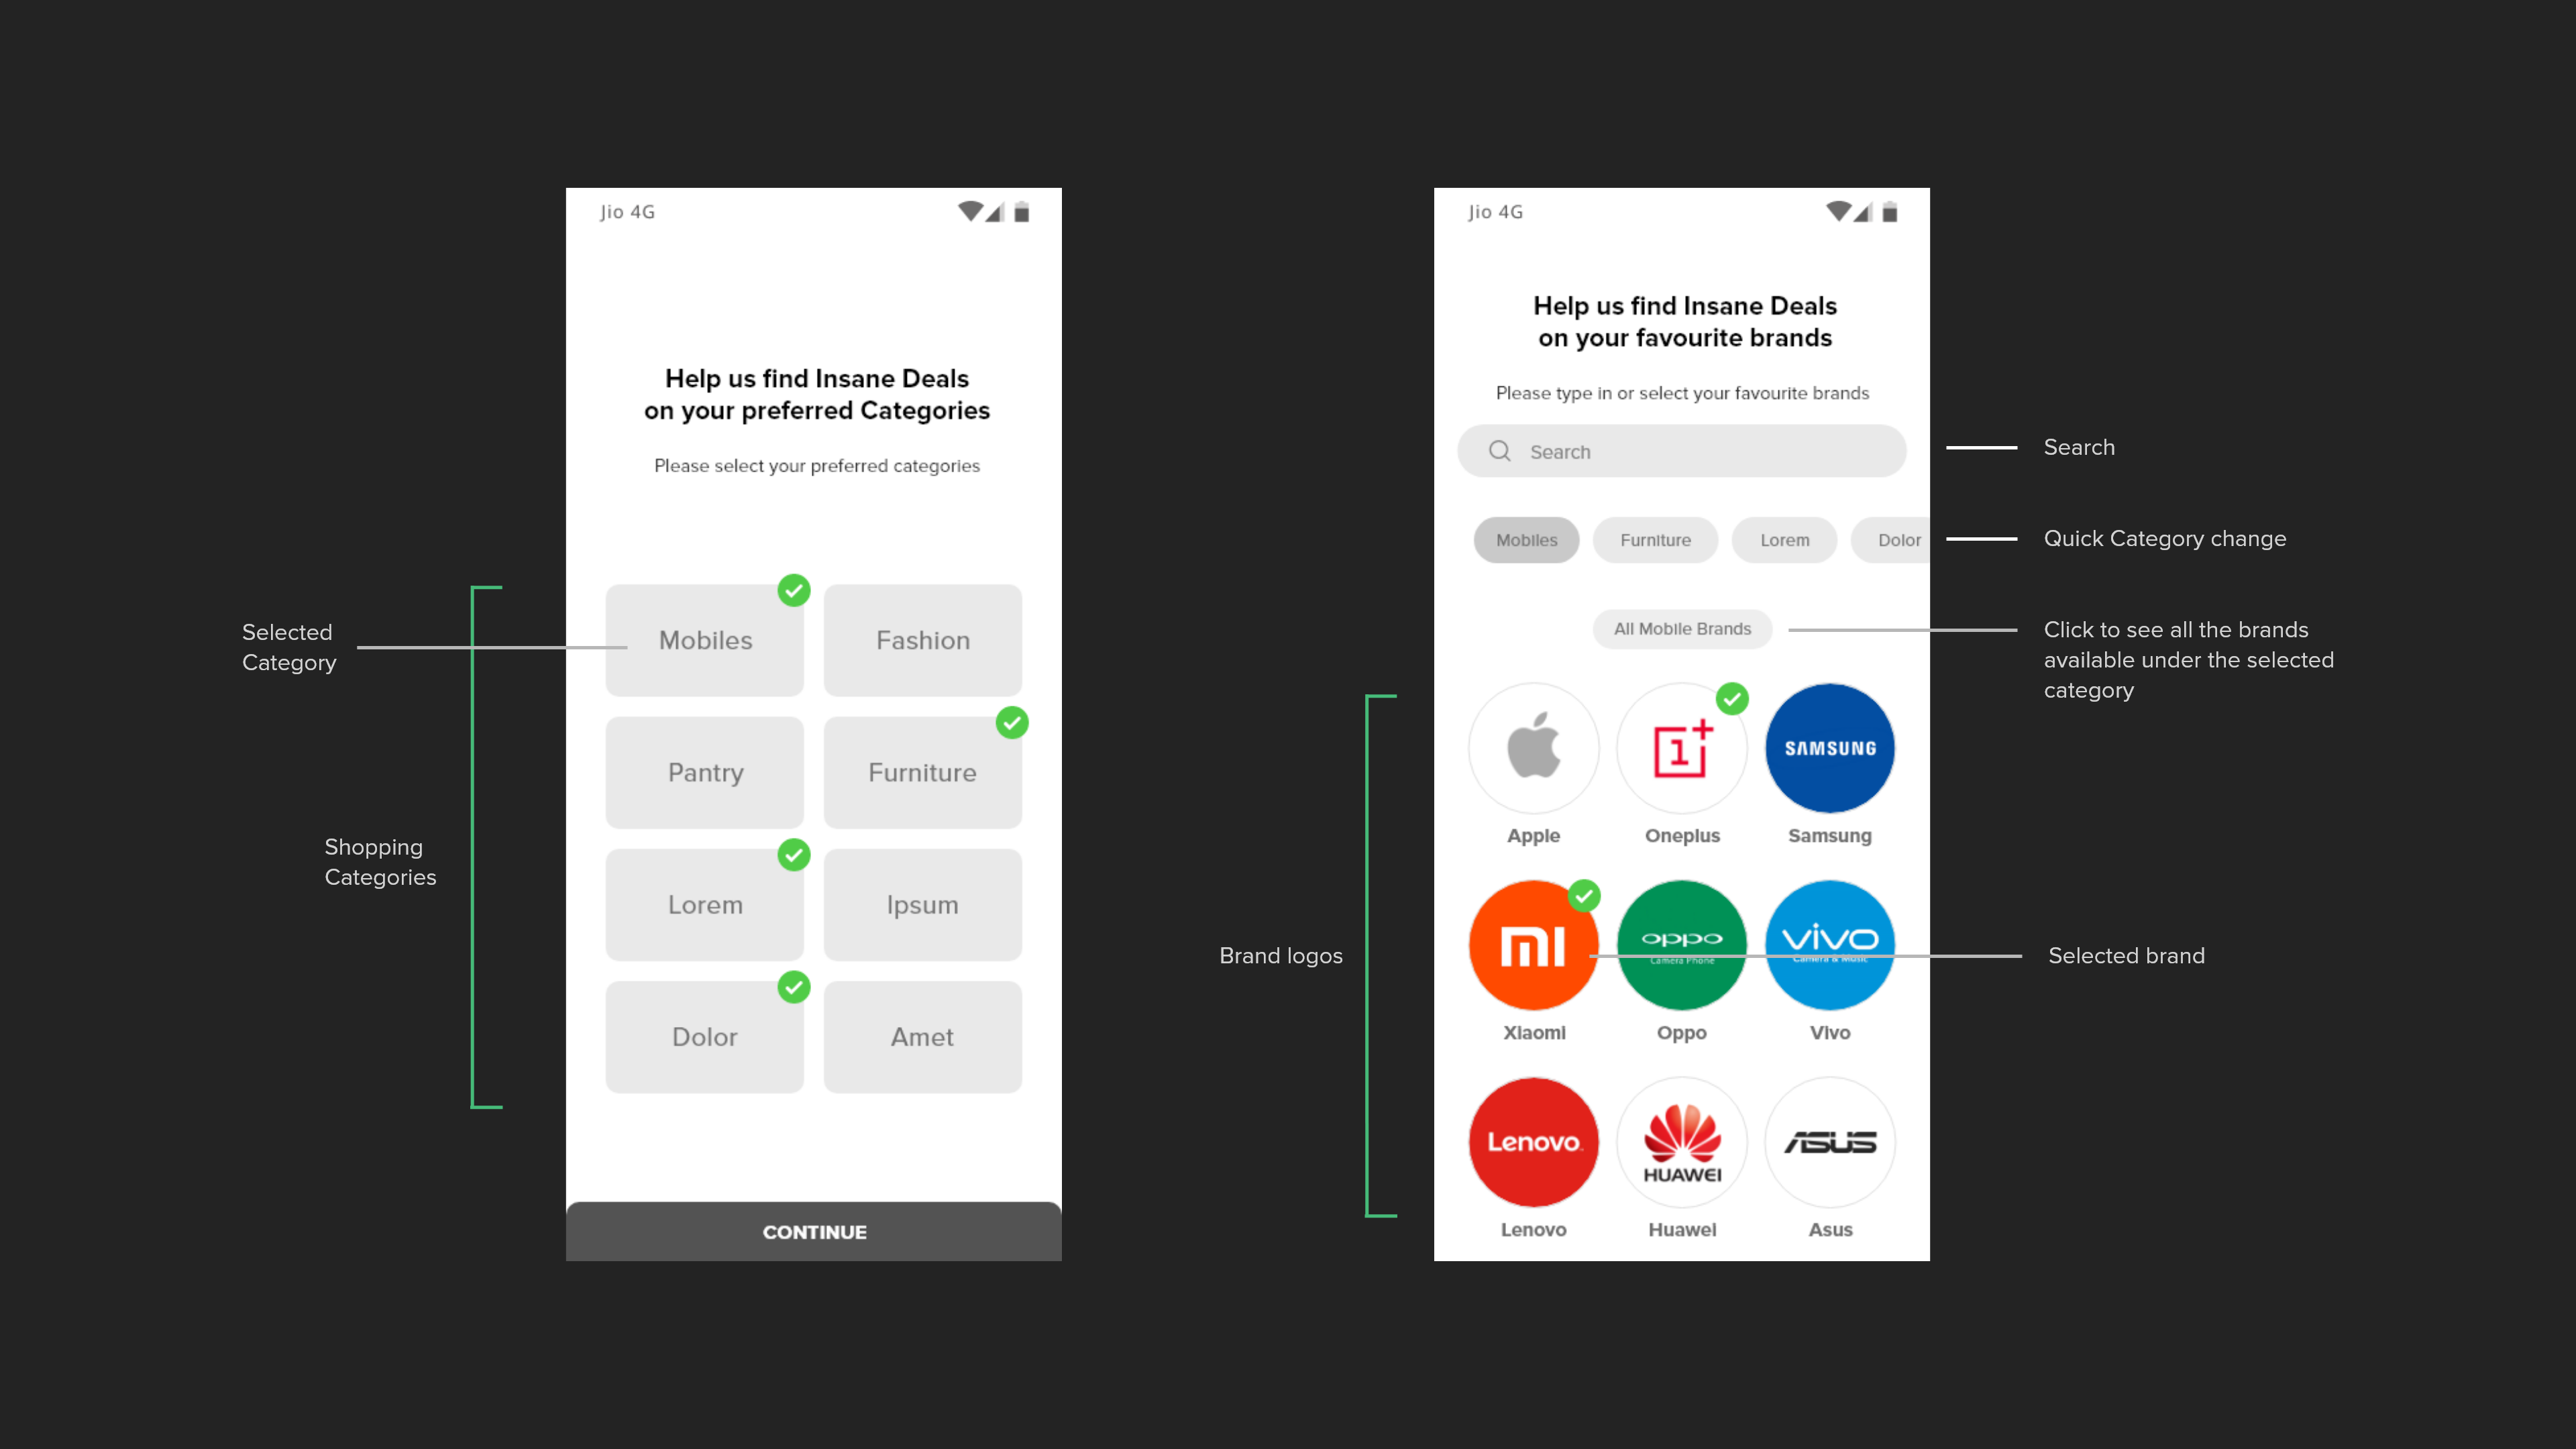 Jio 4G
Help us find Insane Deals
on your preferred Categories
Please select your preferred categories
Selected
Category
Shopping
Categories
Mobiles
Fashion
Pantry
Furniture
Lorem
Ipsum
Dolor
Amet
CONTINUE
Jio 4G
Help us find Insane Deals
on your favourite brands
Please type in or select your favourite brands
Search
Search
Mobiles
Furniture
Lorem
Dolor
Quick Category change
All Mobile Brands
Click to see all the brands
available under the selected
category
Brand logos
1
SAMSUNG
Apple
Oneplus
Samsung
mi
oppo
Camera Phone
vivo
Camera & Music
Selected brand
Xiaomi
Oppo
Vivo
Lenovo
HUAWEI
ASUS
Lenovo
Huawei
Asus